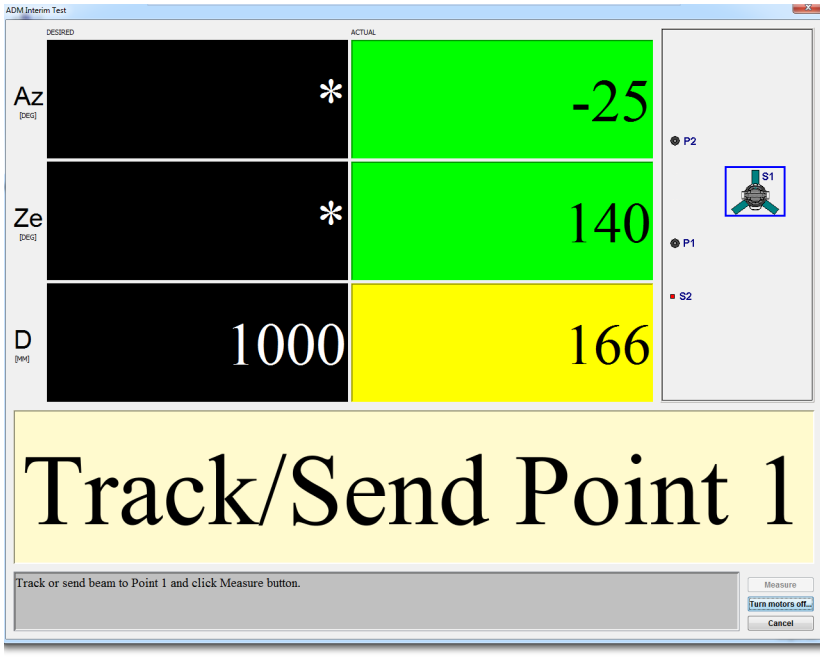 ADM Interim Test
DESIRED ACTUAL
Az
[DEG]
* -25
Ze
[DEG]
* 140
D
[MM]
1000 166
P2
S1
P1
S2
Track/Send Point 1
Track or send beam to Point 1 and click Measure button.
Measure
Turn motors off...
Cancel